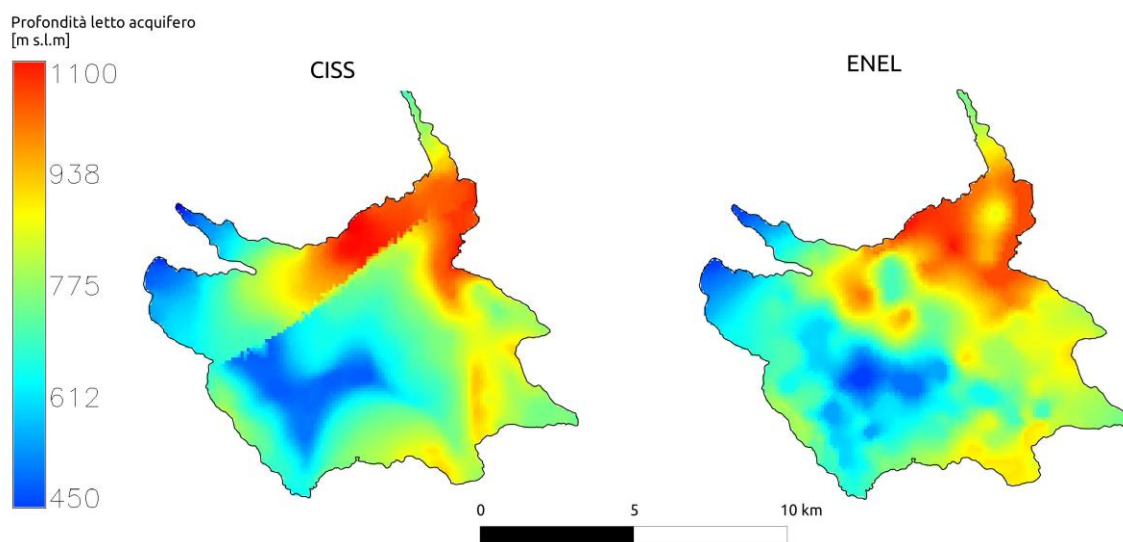 Profondità letto acquifero
[m s.l.m]
CISS
ENEL
1100
938
775
612
450
0
5
10 km